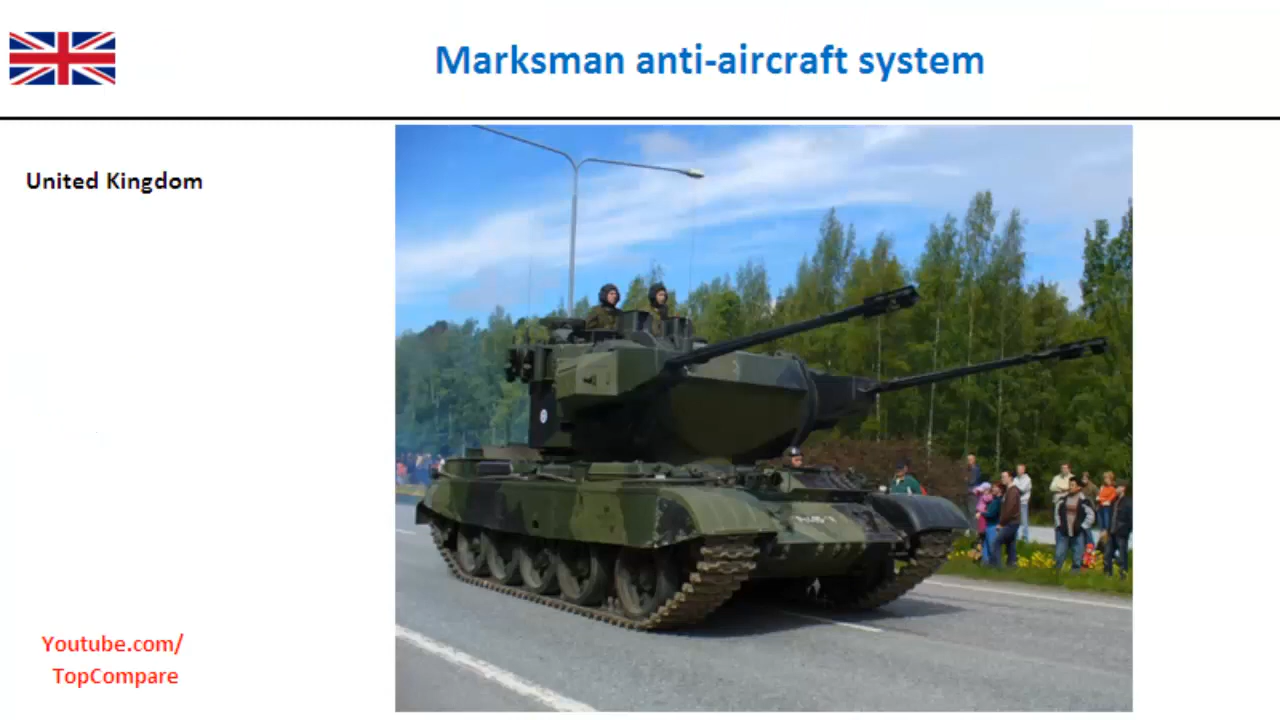 Marksman anti-aircraft system
United Kingdom
Youtube.com/
TopCompare